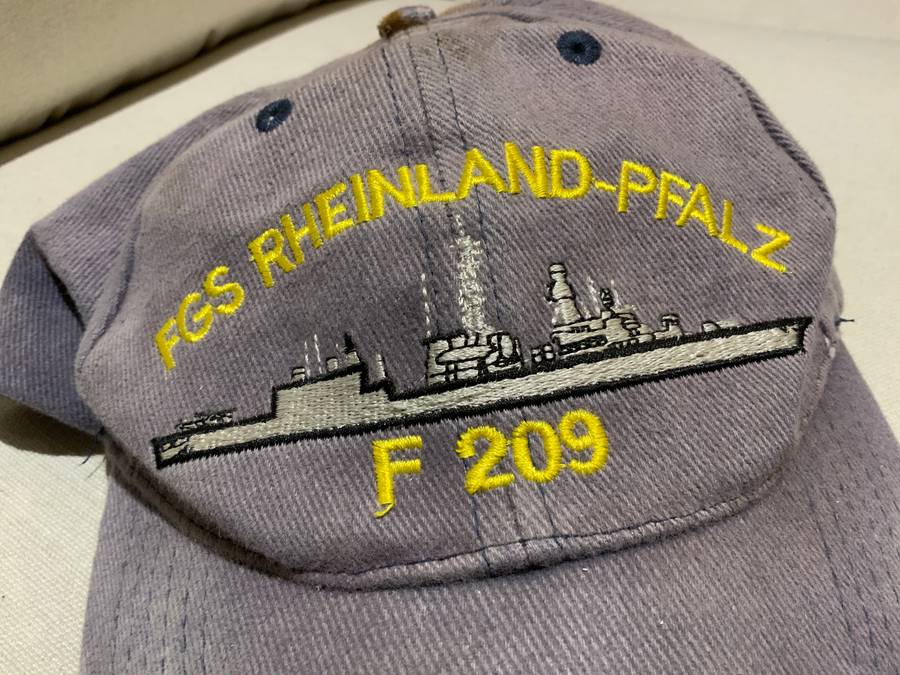 FGS RHEINLAND-PFALZ
F 209